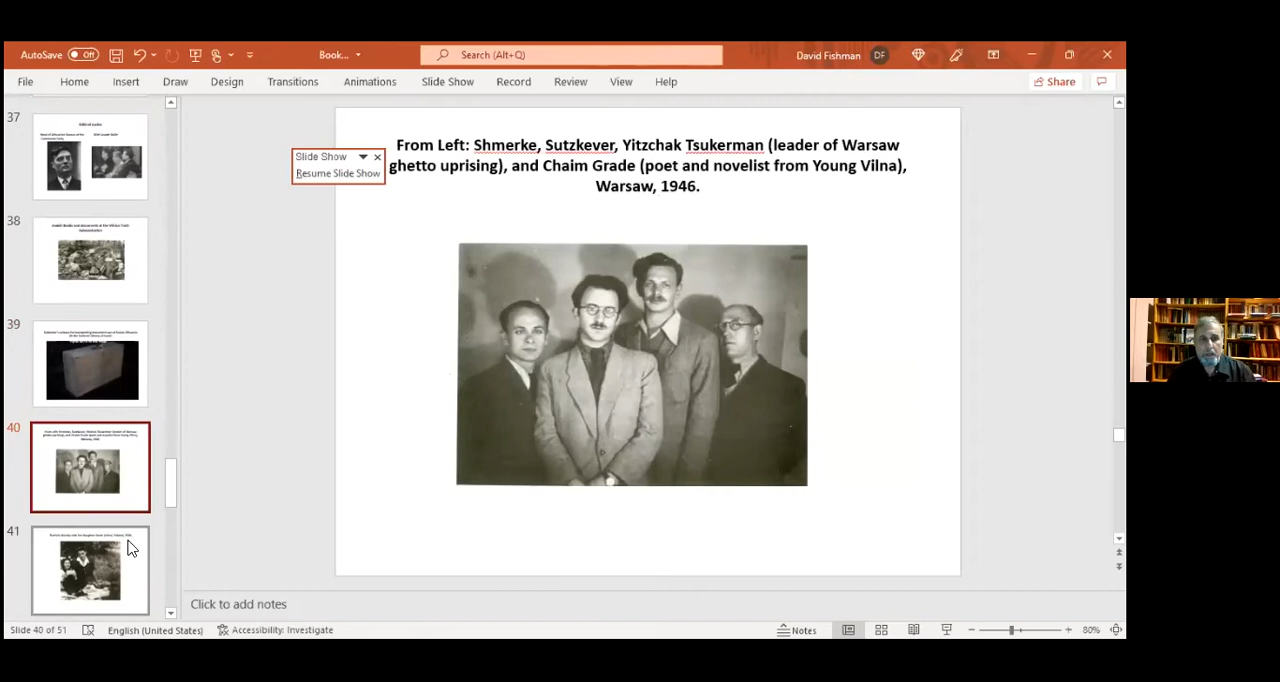 AutoSave Off Book... Search (Alt+Q) David Fishman DF
File Home Insert Draw Design Transitions Animations Slide Show Record Review View Help Share
37
38
39
40
41
Slide Show
Resume Slide Show
From Left: Shmerke, Sutzkever, Yitzchak Tsukerman (leader of Warsaw
ghetto uprising), and Chaim Grade (poet and novelist from Young Vilna),
Warsaw, 1946.
Click to add notes
Slide 40 of 51 English (United States) Accessibility: Investigate Notes 80%